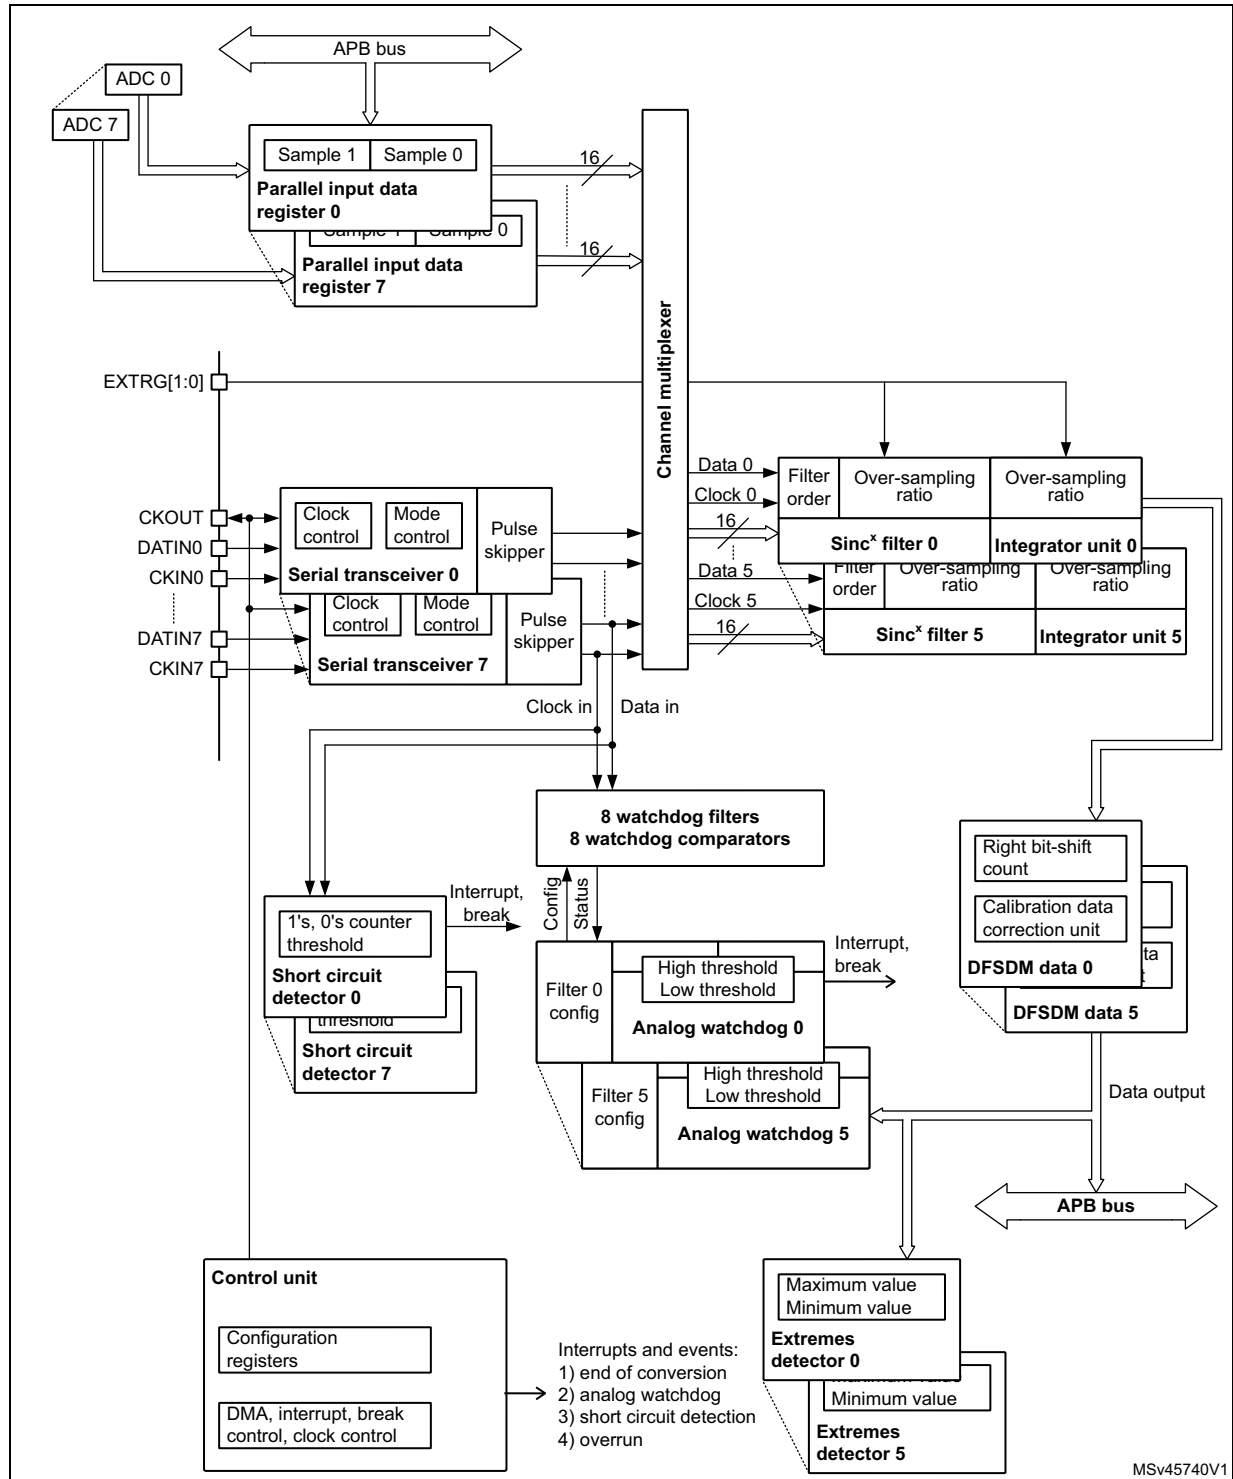 APB bus
ADC 0
ADC 7
Sample 1 Sample 0
Parallel input data
register 0
Sample 1 Sample 0
Parallel input data
register 7
16
16
Channel multiplexer
EXTRG[1:0]
CKOUT
DATIN0
CKIN0
DATIN7
CKIN7
Clock
control
Mode
control
Pulse
skipper
Serial transceiver 0
Clock
control
Mode
control
Pulse
skipper
Serial transceiver 7
Clock in
Data in
Data 0
Clock 0
16
Data 5
Clock 5
16
Filter
order
Over-sampling
ratio
Over-sampling
ratio
Sincˣ filter 0
Integrator unit 0
Filter
order
Over-sampling
ratio
Over-sampling
ratio
Sincˣ filter 5
Integrator unit 5
8 watchdog filters
8 watchdog comparators
Config
Status
1's, 0's counter
threshold
Short circuit
detector 0
threshold
Short circuit
detector 7
Interrupt,
break
Filter 0
config
High threshold
Low threshold
Analog watchdog 0
Interrupt,
break
Filter 5
config
High threshold
Low threshold
Analog watchdog 5
Right bit-shift
count
Calibration data
correction unit
DFSDM data 0
DFSDM data 5
Data output
APB bus
Control unit
Configuration
registers
DMA, interrupt, break
control, clock control
Interrupts and events:
1) end of conversion
2) analog watchdog
3) short circuit detection
4) overrun
Maximum value
Minimum value
Extremes
detector 0
Maximum value
Minimum value
Extremes
detector 5
MSv45740V1